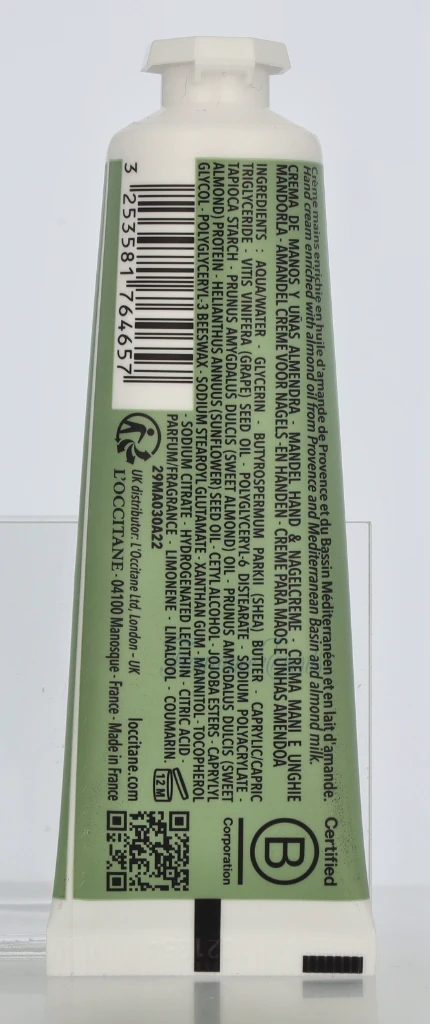 Crème mains enrichie en huile d'amande de Provence et du Bassin Méditerranéen et en lait d'amande.
Hand cream enriched with almond oil from Provence and Mediterranean Basin and almond milk.
CREMA DE MANOS Y UÑAS ALMENDRA · MANDEL HAND & NAGELCREME · CREMA MANI E UNGHIE
MANDORLA · AMANDEL CREME VOOR NAGELS -EN HANDEN · CREME PARA MAOS E UNHAS AMENDOA
INGREDIENTS : AQUA/WATER · GLYCERIN · BUTYROSPERMUM PARKII (SHEA) BUTTER · CAPRYLIC/CAPRIC
TRIGLYCERIDE · VITIS VINIFERA (GRAPE) SEED OIL · POLYGLYCERYL-6 DISTEARATE · SODIUM POLYACRYLATE ·
TAPIOCA STARCH · PRUNUS AMYGDALUS DULCIS (SWEET ALMOND) OIL · PRUNUS AMYGDALUS DULCIS (SWEET
ALMOND) PROTEIN · HELIANTHUS ANNUUS (SUNFLOWER) SEED OIL · CETYL ALCOHOL · JOJOBA ESTERS · CAPRYLYL
GLYCOL · POLYGLYCERYL-3 BEESWAX · SODIUM STEAROYL GLUTAMATE · XANTHAN GUM · MANNITOL · TOCOPHEROL
· SODIUM CITRATE · HYDROGENATED LECITHIN · CITRIC ACID ·
PARFUM/FRAGRANCE · LIMONENE · LINALOOL · COUMARIN.
29MA030A22
12 M
UK distributor: L'Occitane Ltd, London - UK
loccitane.com
L'OCCITANE · 04100 Manosque · France · Made in France
3 253581 764657
Certified
B
Corporation